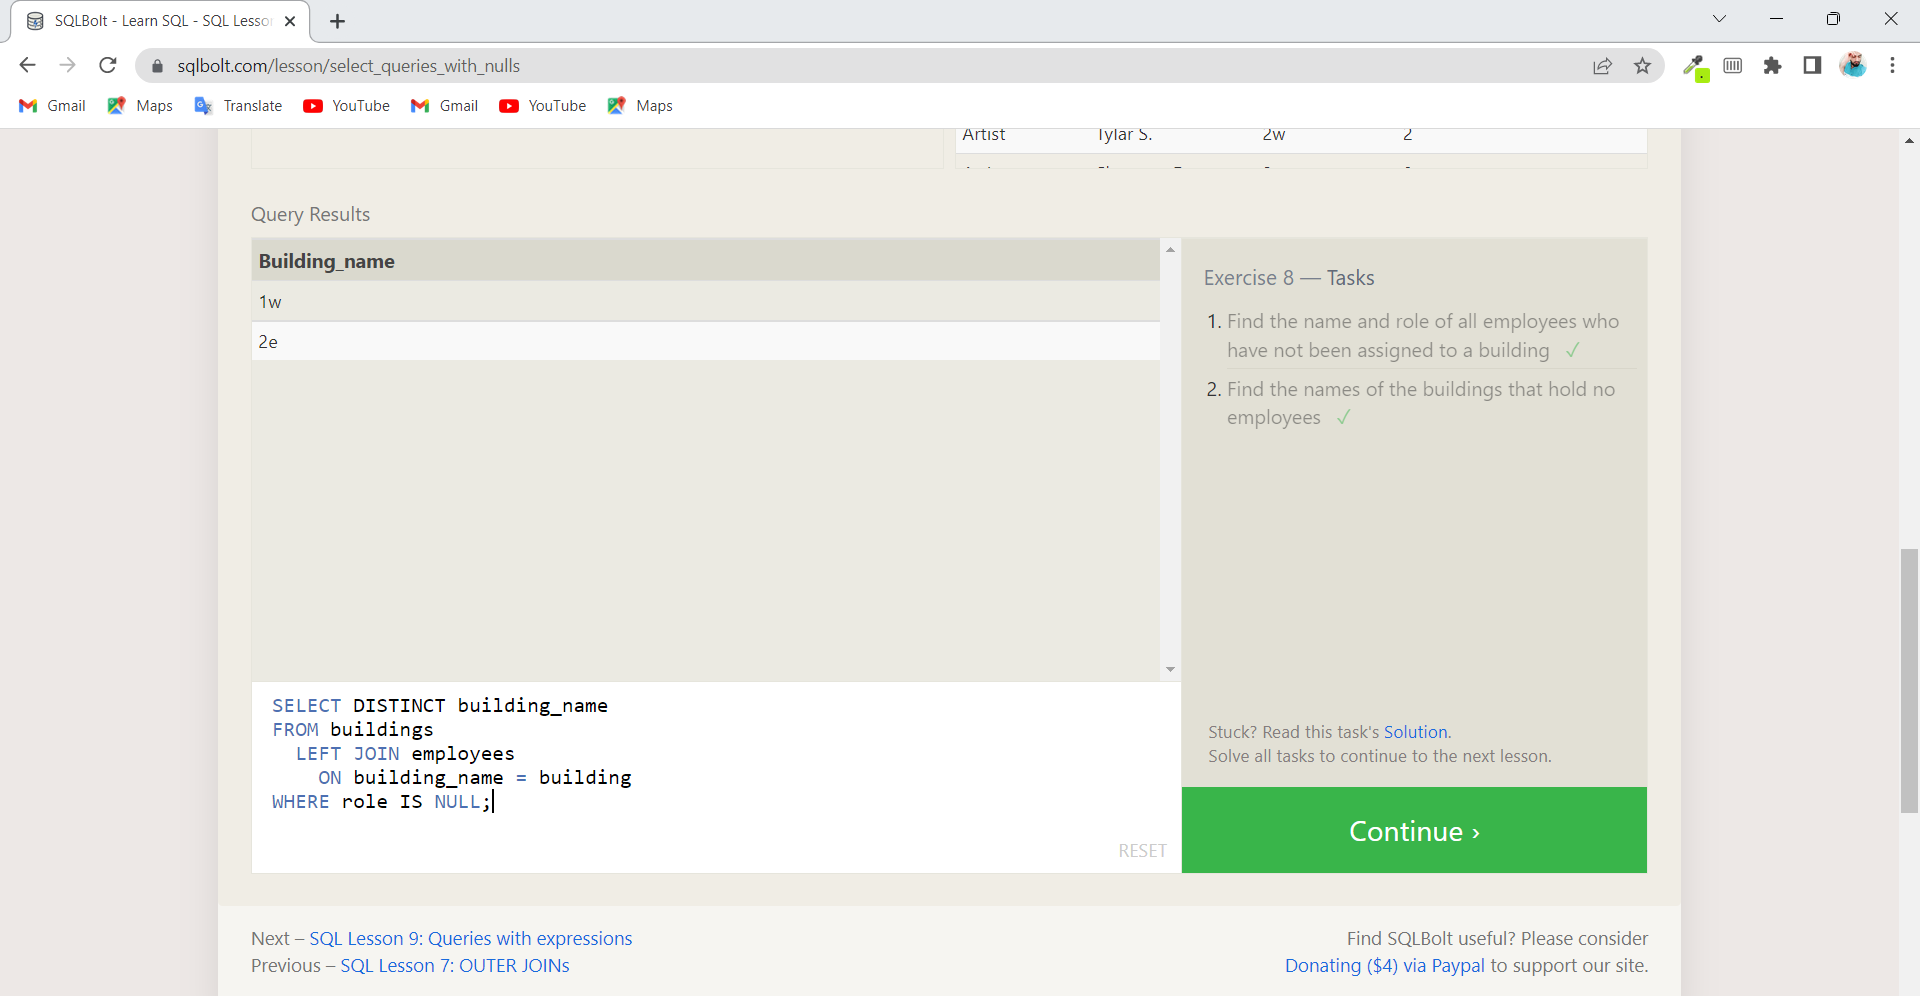 SQLBolt - Learn SQL - SQL Lesso
sqlbolt.com/lesson/select_queries_with_nulls
Gmail Maps Translate YouTube Gmail YouTube Maps
Artist Tylar S. 2w 2
Query Results
Building_name
1w
2e
Exercise 8 — Tasks
1. Find the name and role of all employees who
have not been assigned to a building ✓
2. Find the names of the buildings that hold no
employees ✓
Stuck? Read this task's Solution.
Solve all tasks to continue to the next lesson.
SELECT DISTINCT building_name
FROM buildings
LEFT JOIN employees
ON building_name = building
WHERE role IS NULL;
RESET
Continue ›
Next – SQL Lesson 9: Queries with expressions
Previous – SQL Lesson 7: OUTER JOINs
Find SQLBolt useful? Please consider
Donating ($4) via Paypal to support our site.